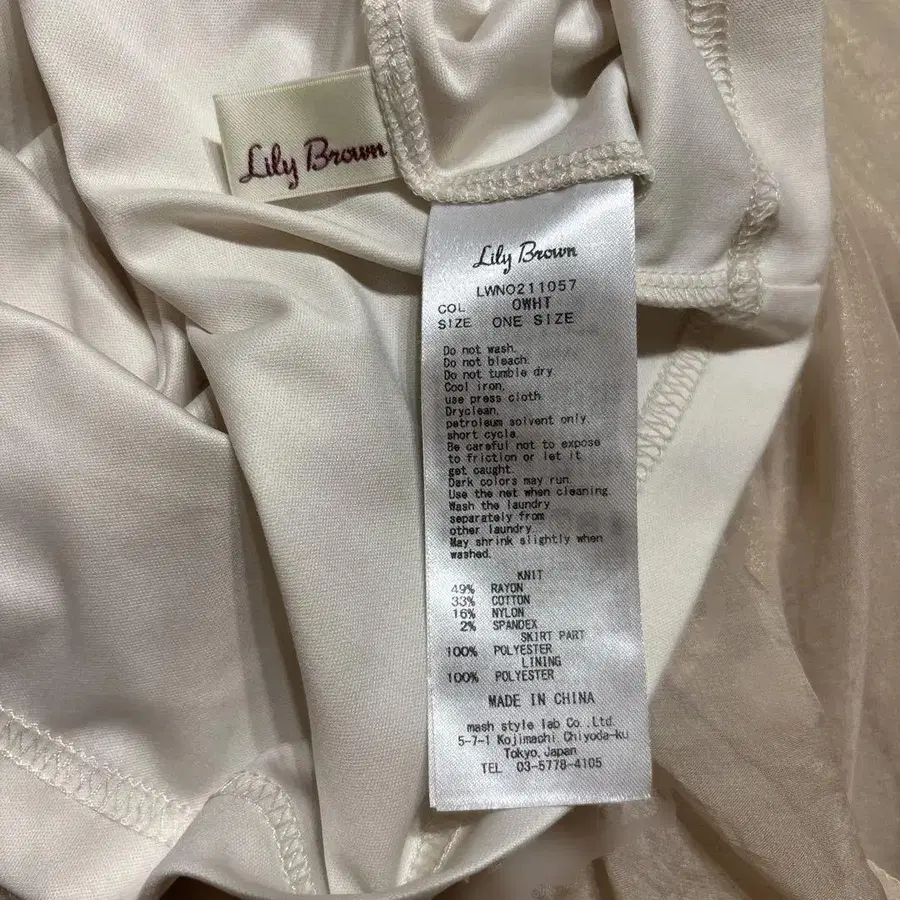 Lily Brown
Lily Brown
LWNO211057
COL OWHT
SIZE ONE SIZE
Do not wash.
Do not bleach.
Do not tumble dry.
Cool iron,
use press cloth
Dryclean,
petroleum solvent only,
short cycle
Be careful not to expose
to friction or let it
get caught.
Dark colors may run.
Use the net when cleaning
Wash the laundry
separately from
other laundry
May shrink slightly when
washed.
KNIT
49% RAYON
33% COTTON
16% NYLON
2% SPANDEX
SKIRT PART
100% POLYESTER
LINING
100% POLYESTER
MADE IN CHINA
mash style lab Co.,Ltd.
5-7-1 Kojimachi Chiyoda-ku
Tokyo,Japan
TEL 03-5778-4105